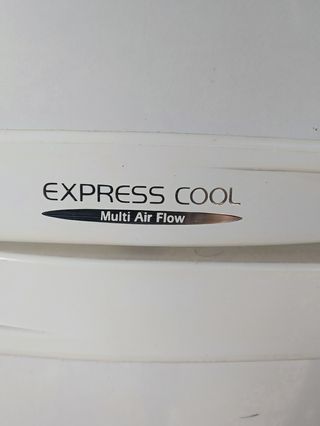 EXPRESS COOL
Multi Air Flow